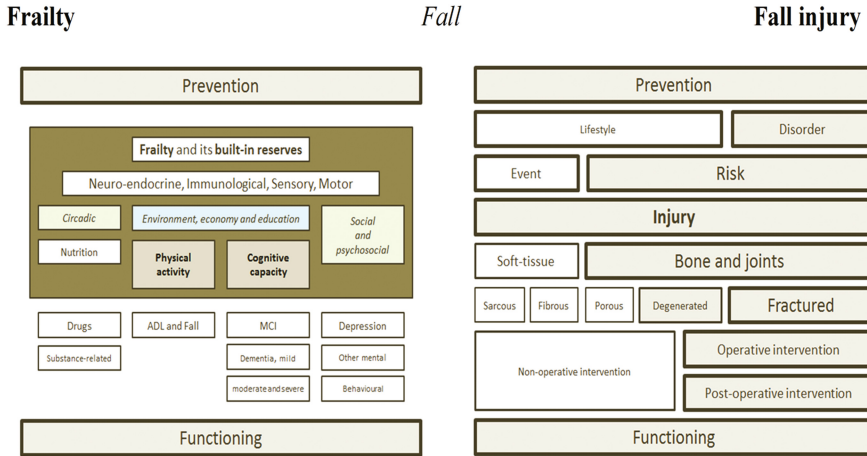 Frailty
Fall
Fall injury
Prevention
Frailty and its built-in reserves
Neuro-endocrine, Immunological, Sensory, Motor
Circadic
Environment, economy and education
Social
and
psychosocial
Nutrition
Physical
activity
Cognitive
capacity
Drugs
ADL and Fall
MCI
Depression
Substance-related
Dementia, mild
Other mental
moderate and severe
Behavioural
Functioning
Prevention
Lifestyle
Disorder
Event
Risk
Injury
Soft-tissue
Bone and joints
Sarcous
Fibrous
Porous
Degenerated
Fractured
Non-operative intervention
Operative intervention
Post-operative intervention
Functioning